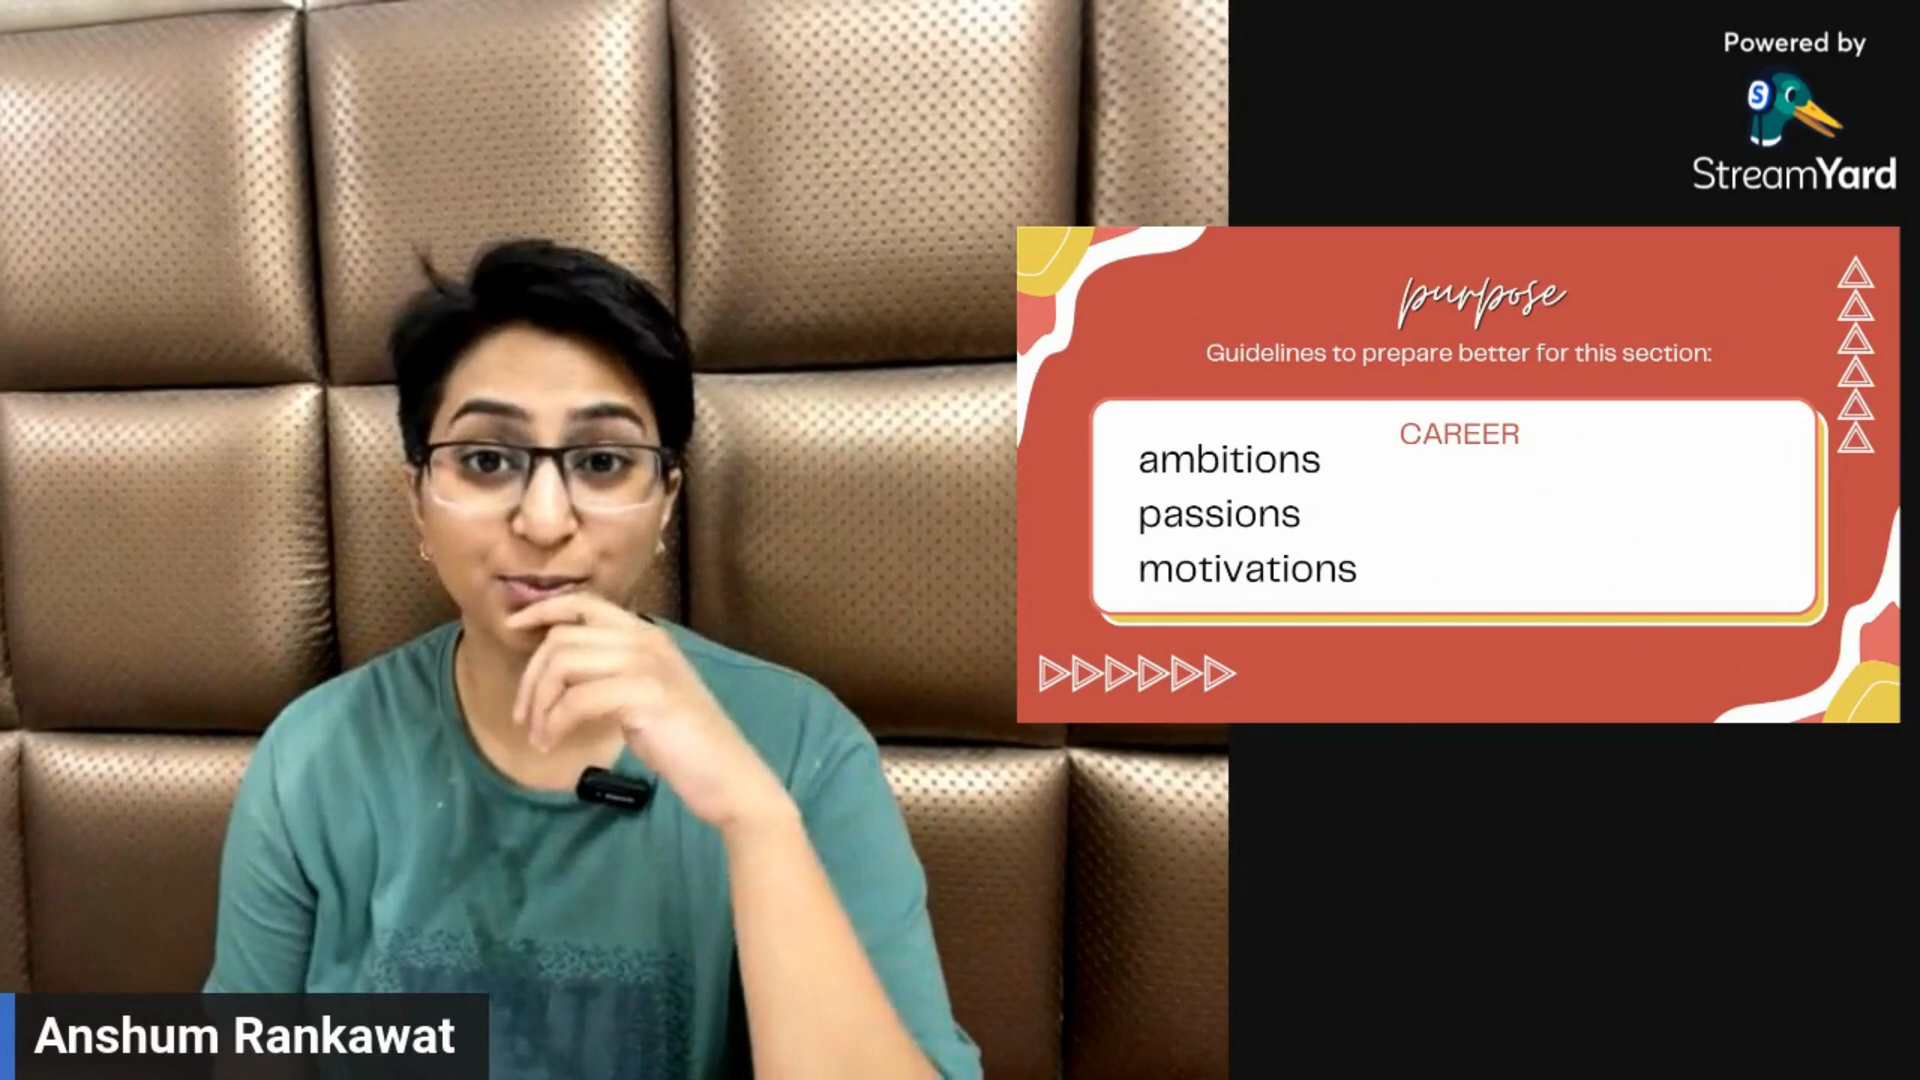 Powered by
StreamYard
purpose
Guidelines to prepare better for this section:
CAREER
ambitions
passions
motivations
Anshum Rankawat